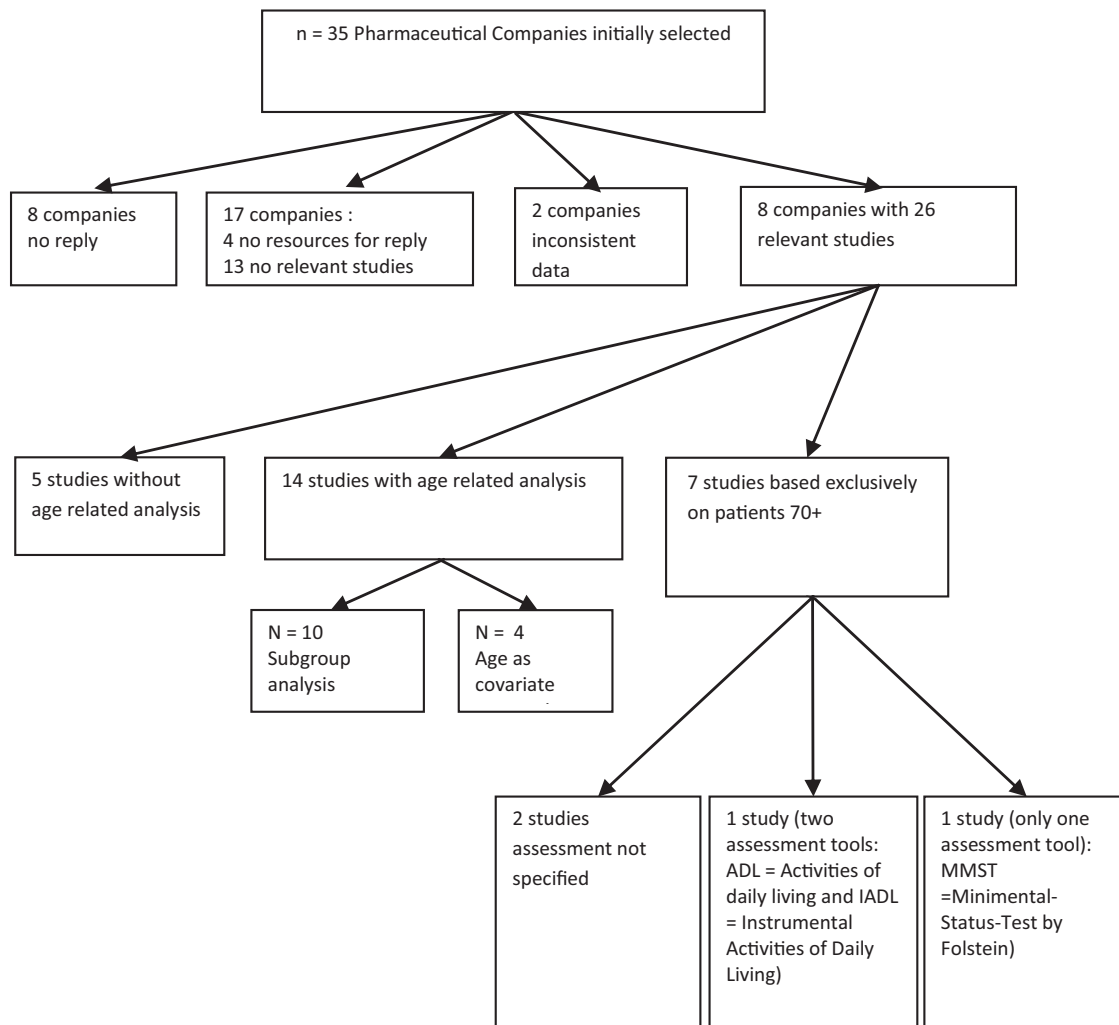 n = 35 Pharmaceutical Companies initially selected
8 companies
no reply
17 companies :
4 no resources for reply
13 no relevant studies
2 companies
inconsistent
data
8 companies with 26
relevant studies
5 studies without
age related analysis
14 studies with age related analysis
7 studies based exclusively
on patients 70+
N = 10
Subgroup
analysis
N = 4
Age as
covariate
2 studies
assessment not
specified
1 study (two
assessment tools:
ADL = Activities of
daily living and IADL
= Instrumental
Activities of Daily
Living)
1 study (only one
assessment tool):
MMST
=Minimental-
Status-Test by
Folstein)